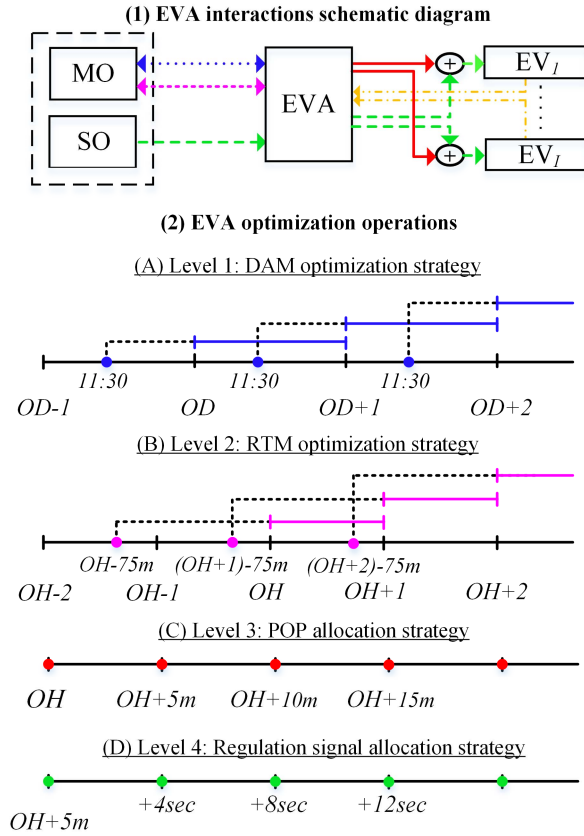 (1) EVA interactions schematic diagram
MO
SO
EVA
+
+
EV1
EVI
(2) EVA optimization operations
(A) Level 1: DAM optimization strategy
11:30 11:30 11:30
OD-1 OD OD+1 OD+2
(B) Level 2: RTM optimization strategy
OH-75m (OH+1)-75m (OH+2)-75m
OH-2 OH-1 OH OH+1 OH+2
(C) Level 3: POP allocation strategy
OH OH+5m OH+10m OH+15m
(D) Level 4: Regulation signal allocation strategy
OH+5m +4sec +8sec +12sec